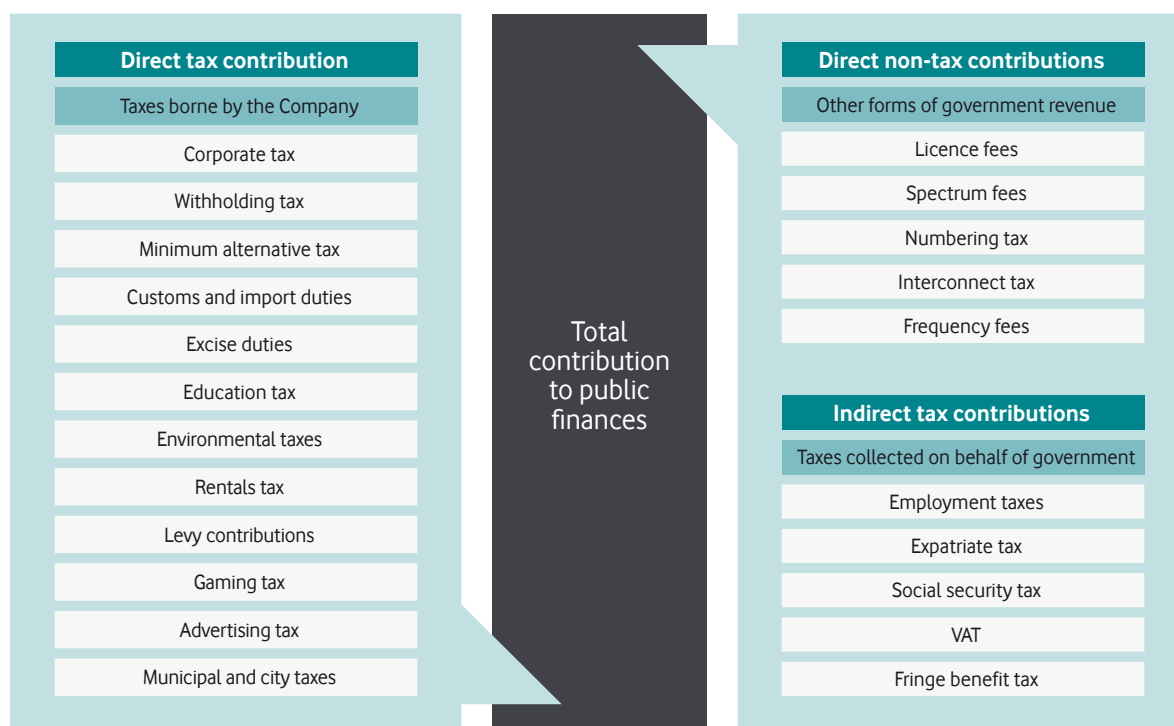 Direct tax contribution
Taxes borne by the Company
Corporate tax
Withholding tax
Minimum alternative tax
Customs and import duties
Excise duties
Education tax
Environmental taxes
Rentals tax
Levy contributions
Gaming tax
Advertising tax
Municipal and city taxes
Total
contribution
to public
finances
Direct non-tax contributions
Other forms of government revenue
Licence fees
Spectrum fees
Numbering tax
Interconnect tax
Frequency fees
Indirect tax contributions
Taxes collected on behalf of government
Employment taxes
Expatriate tax
Social security tax
VAT
Fringe benefit tax